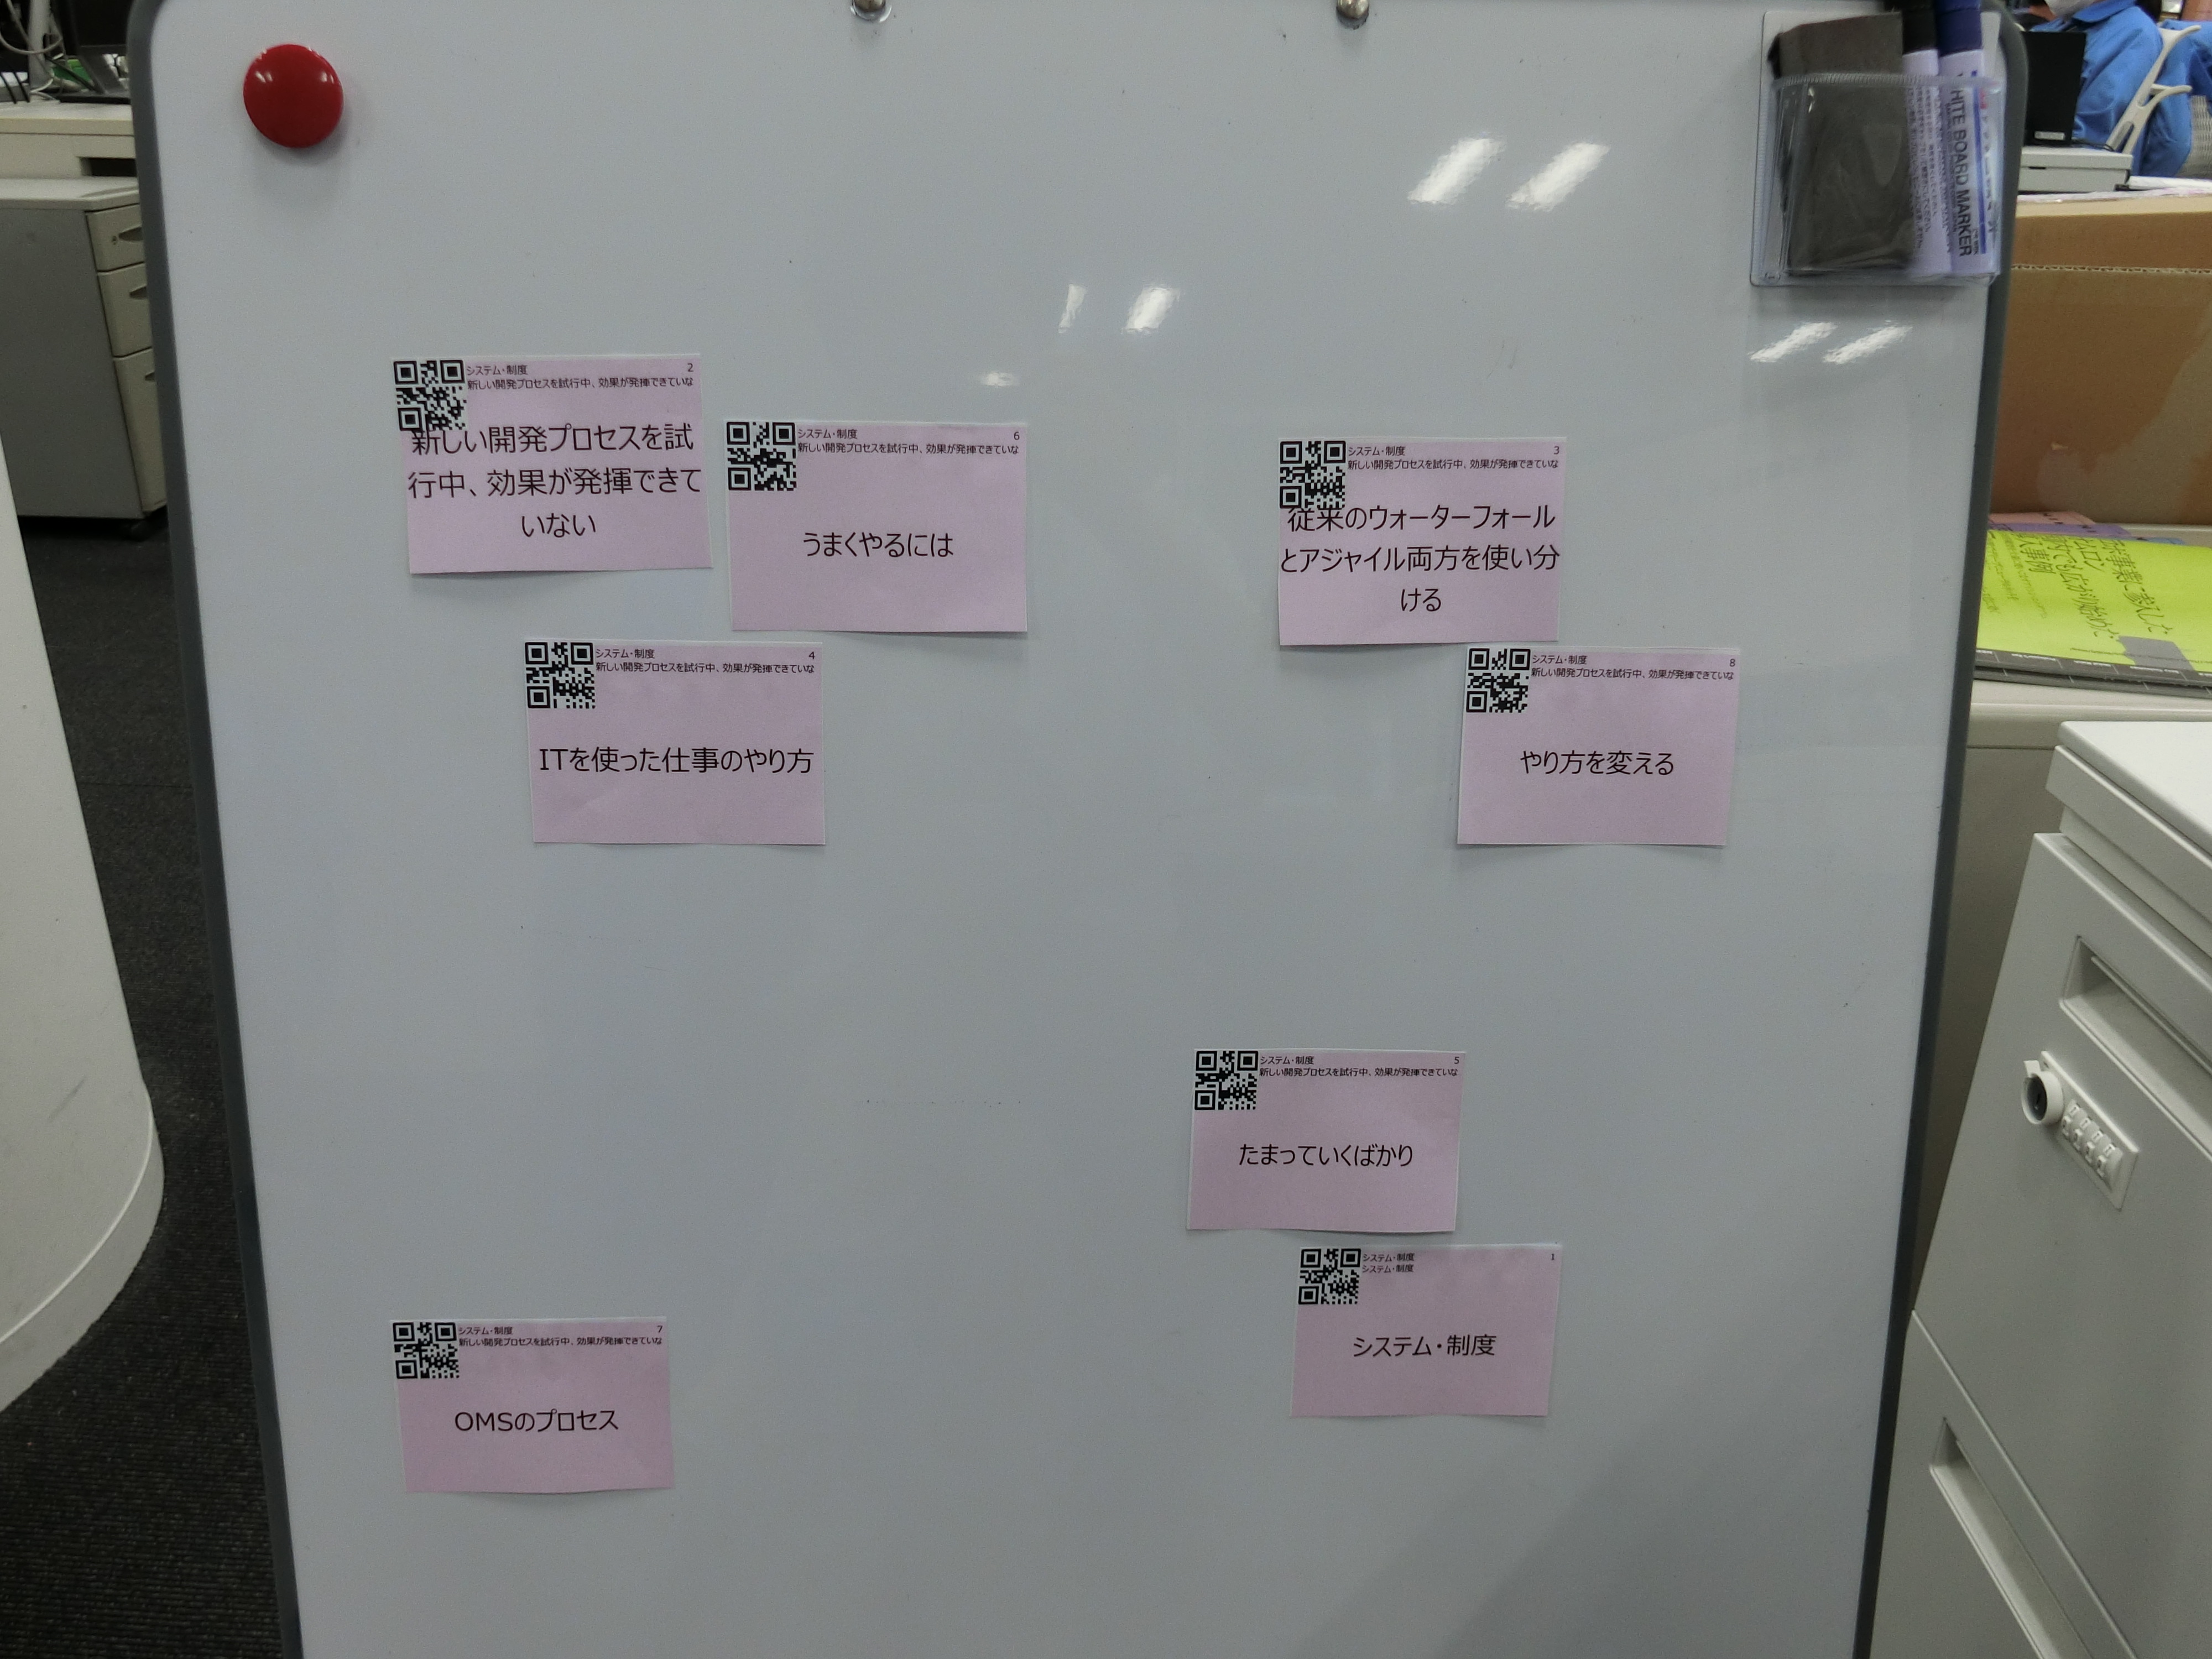 システム・制度 2
新しい開発プロセスを試行中、効果が発揮できていな
新しい開発プロセスを試
行中、効果が発揮できて
いない
システム・制度 6
新しい開発プロセスを試行中、効果が発揮できていな
うまくやるには
システム・制度 3
新しい開発プロセスを試行中、効果が発揮できていな
従来のウォーターフォール
とアジャイル両方を使い分
ける
システム・制度 4
新しい開発プロセスを試行中、効果が発揮できていな
ITを使った仕事のやり方
システム・制度 8
新しい開発プロセスを試行中、効果が発揮できていな
やり方を変える
システム・制度 5
新しい開発プロセスを試行中、効果が発揮できていな
たまっていくばかり
システム・制度 1
システム・制度
システム・制度
システム・制度 7
新しい開発プロセスを試行中、効果が発揮できていな
OMSのプロセス
HITE BOARD MARKER